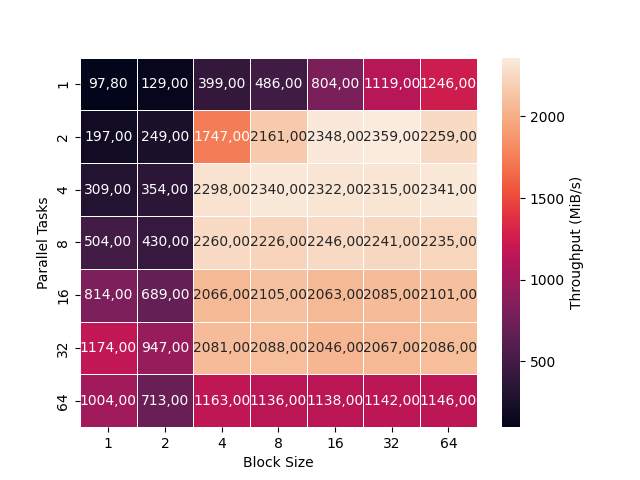 1 97,80 129,00 399,00 486,00 804,00 1119,00 1246,00
2 197,00 249,00 1747,00 2161,00 2348,00 2359,00 2259,00
4 309,00 354,00 2298,00 2340,00 2322,00 2315,00 2341,00
8 504,00 430,00 2260,00 2226,00 2246,00 2241,00 2235,00
16 814,00 689,00 2066,00 2105,00 2063,00 2085,00 2101,00
32 1174,00 947,00 2081,00 2088,00 2046,00 2067,00 2086,00
64 1004,00 713,00 1163,00 1136,00 1138,00 1142,00 1146,00
1 2 4 8 16 32 64
Block Size
Parallel Tasks
2000
1500
1000
500
Throughput (MiB/s)